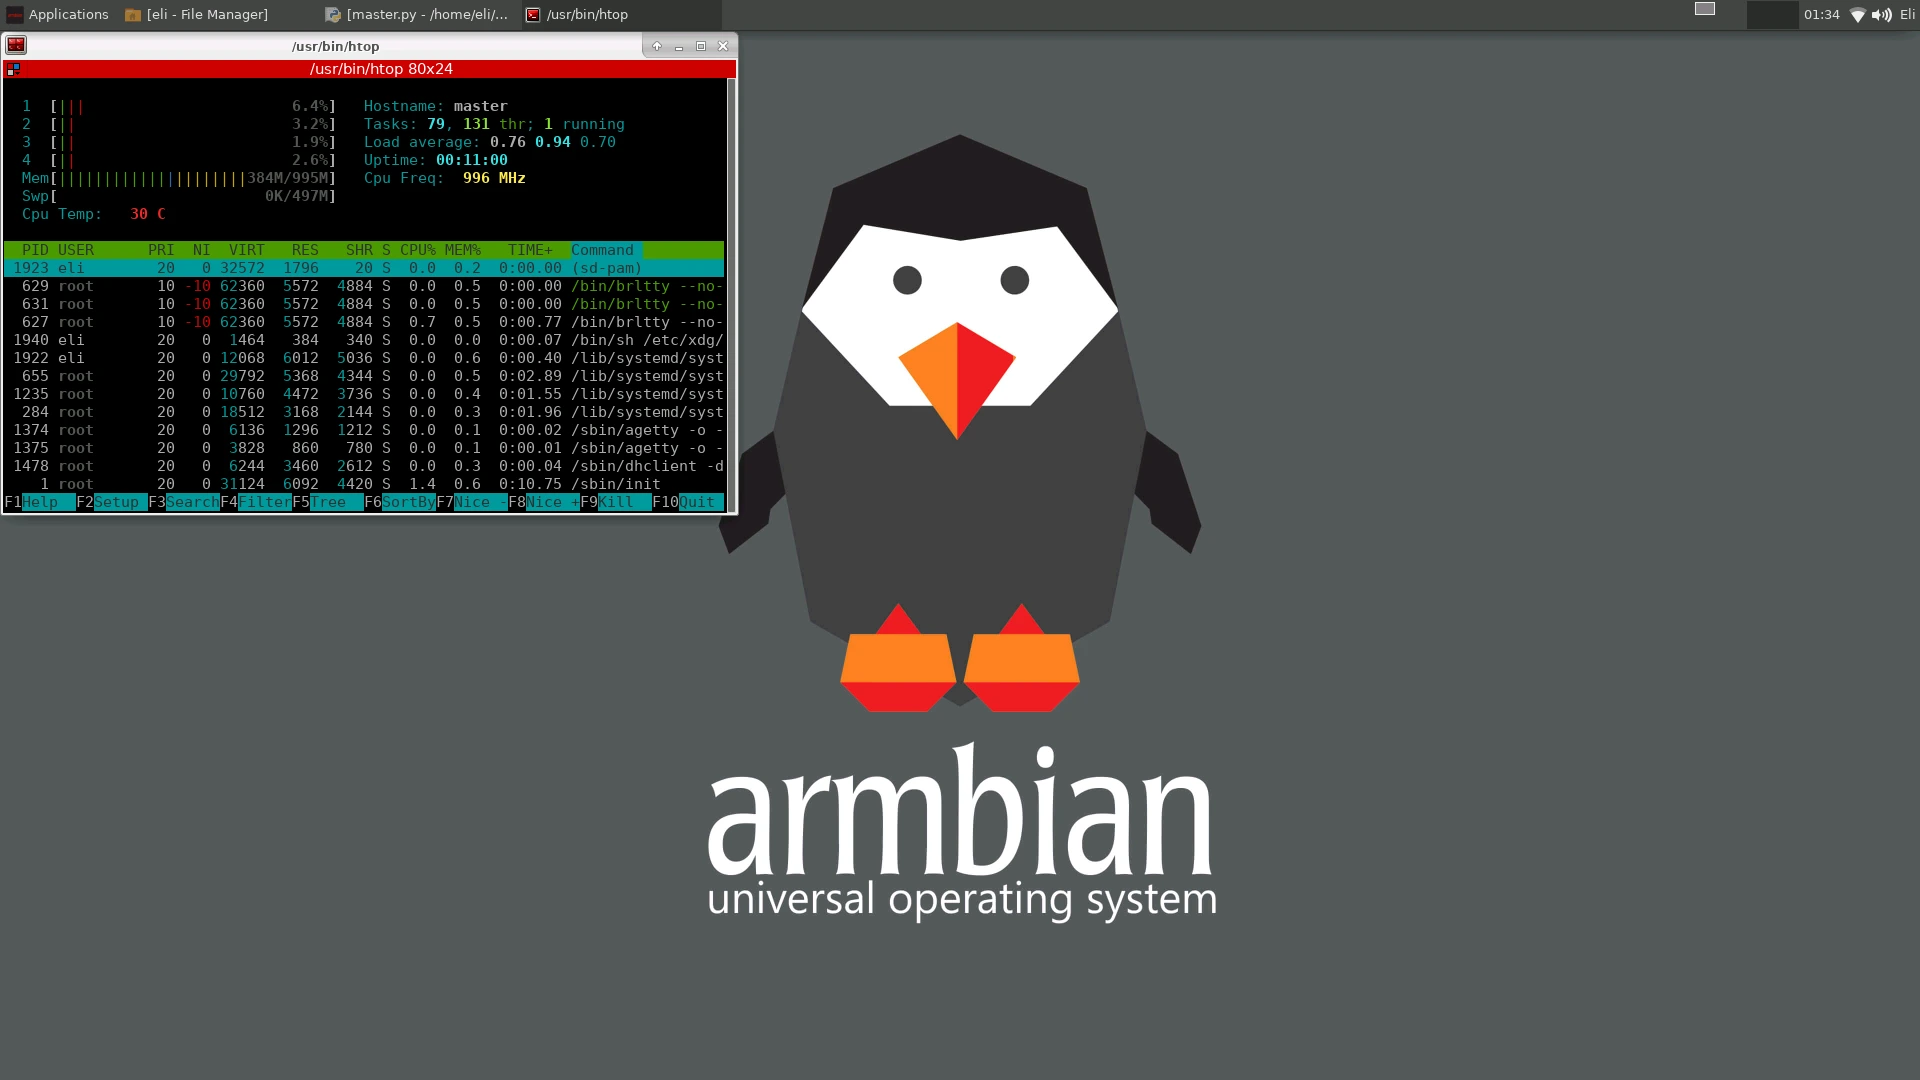 Applications [eli - File Manager] [master.py - /home/eli/... /usr/bin/htop 01:34 Eli
/usr/bin/htop
/usr/bin/htop 80x24
1 [||| 6.4%] Hostname: master
2 [|| 3.2%] Tasks: 79, 131 thr; 1 running
3 [|| 1.9%] Load average: 0.76 0.94 0.70
4 [|| 2.6%] Uptime: 00:11:00
Mem[|||||||||||||||||||||384M/995M] Cpu Freq: 996 MHz
Swp[ 0K/497M]
Cpu Temp: 30 C
PID USER PRI NI VIRT RES SHR S CPU% MEM% TIME+ Command
1923 eli 20 0 32572 1796 20 S 0.0 0.2 0:00.00 (sd-pam)
629 root 10 -10 62360 5572 4884 S 0.0 0.5 0:00.00 /bin/brltty --no-
631 root 10 -10 62360 5572 4884 S 0.0 0.5 0:00.00 /bin/brltty --no-
627 root 10 -10 62360 5572 4884 S 0.7 0.5 0:00.77 /bin/brltty --no-
1940 eli 20 0 1464 384 340 S 0.0 0.0 0:00.07 /bin/sh /etc/xdg/
1922 eli 20 0 12068 6012 5036 S 0.0 0.6 0:00.40 /lib/systemd/syst
655 root 20 0 29792 5368 4344 S 0.0 0.5 0:02.89 /lib/systemd/syst
1235 root 20 0 10760 4472 3736 S 0.0 0.4 0:01.55 /lib/systemd/syst
284 root 20 0 18512 3168 2144 S 0.0 0.3 0:01.96 /lib/systemd/syst
1374 root 20 0 6136 1296 1212 S 0.0 0.1 0:00.02 /sbin/agetty -o -
1375 root 20 0 3828 860 780 S 0.0 0.1 0:00.01 /sbin/agetty -o -
1478 root 20 0 6244 3460 2612 S 0.0 0.3 0:00.04 /sbin/dhclient -d
1 root 20 0 31124 6092 4420 S 1.4 0.6 0:10.75 /sbin/init
F1Help F2Setup F3SearchF4FilterF5Tree F6SortByF7Nice -F8Nice +F9Kill F10Quit
armbian
universal operating system